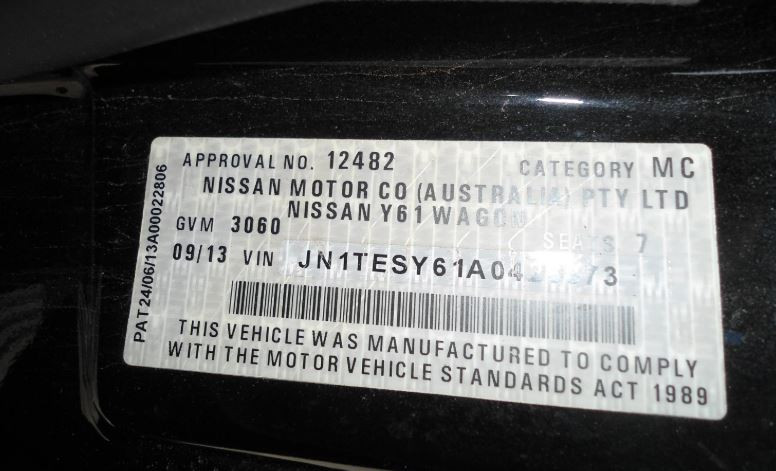 APPROVAL NO. 12482 CATEGORY MC
NISSAN MOTOR CO (AUSTRALIA) PTY LTD
NISSAN Y61 WAGON
GVM 3060 SEATS 7
09/13 VIN
THIS VEHICLE WAS MANUFACTURED TO COMPLY
WITH THE MOTOR VEHICLE STANDARDS ACT 1989
PAT24/06/13A00022806